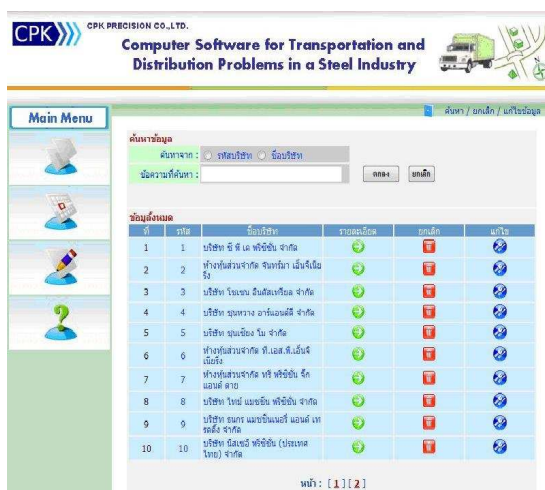 CPK
CPK PRECISION CO.,LTD.
Computer Software for Transportation and
Distribution Problems in a Steel Industry
Main Menu
ค้นหา / ยกเลิก / แก้ไขข้อมูล
ค้นหาข้อมูล
ค้นหาจาก : รหัสบริษัท ชื่อบริษัท
ข้อความที่ค้นหา :
ตกลง ยกเลิก
ข้อมูลทั้งหมด
ที่ รหัส ชื่อบริษัท รายละเอียด ยกเลิก แก้ไข
1 1 บริษัท ซี พี เค พรีซิชั่น จำกัด
2 2 ห้างหุ้นส่วนจำกัด จันทร์มา เอ็นจิเนีย
ริ่ง
3 3 บริษัท โชเซน อินดัสเทรียล จำกัด
4 4 บริษัท ขุนหวาง อาร์แอนด์ดี จำกัด
5 5 บริษัท ขุนเซียง โม จำกัด
6 6 ห้างหุ้นส่วนจำกัด ที.เอส.พี.เอ็นจิ
เนียริ่ง
7 7 ห้างหุ้นส่วนจำกัด ทรี พรีซิชั่น จิ๊ก
แอนด์ ดาย
8 8 บริษัท ไทม์ แมชชีน พรีซิชั่น จำกัด
9 9 บริษัท ธนกร แมชชีนเนอรี่ แอนด์ เท
รดดิ้ง จำกัด
10 10 บริษัท นิสเซอิ พรีซิชั่น (ประเทศ
ไทย) จำกัด
หน้า : [1][2]